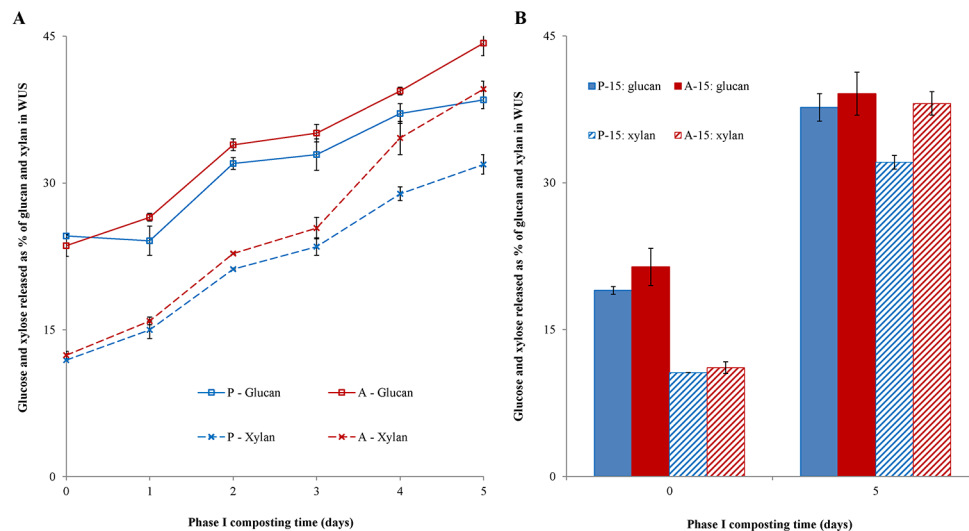 A
Glucose and xylose released as % of glucan and xylan in WUS
45
30
15
0
P - Glucan
A - Glucan
P - Xylan
A - Xylan
0 1 2 3 4 5
Phase I composting time (days)
B
Glucose and xylose released as % of glucan and xylan in WUS
45
30
15
0
P-15: glucan
A-15: glucan
P-15: xylan
A-15: xylan
0 5
Phase I composting time (days)